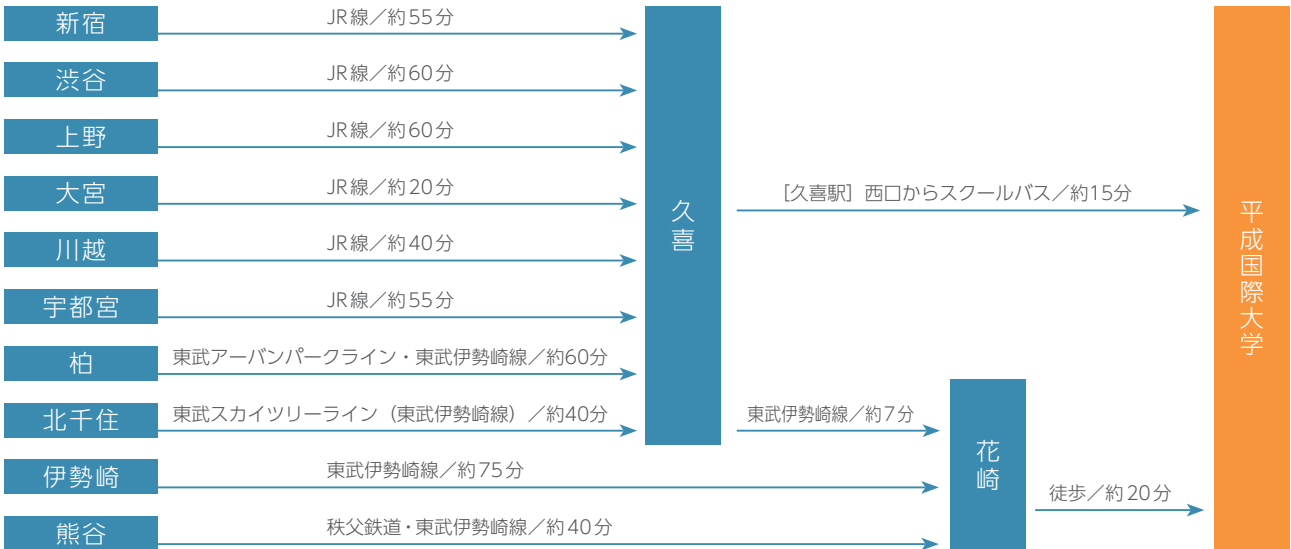 新宿
JR線／約55分
渋谷
JR線／約60分
上野
JR線／約60分
大宮
JR線／約20分
川越
JR線／約40分
宇都宮
JR線／約55分
柏
東武アーバンパークライン・東武伊勢崎線／約60分
北千住
東武スカイツリーライン（東武伊勢崎線）／約40分
伊勢崎
東武伊勢崎線／約75分
熊谷
秩父鉄道・東武伊勢崎線／約40分
久喜
［久喜駅］西口からスクールバス／約15分
東武伊勢崎線／約7分
花崎
徒歩／約20分
平成国際大学